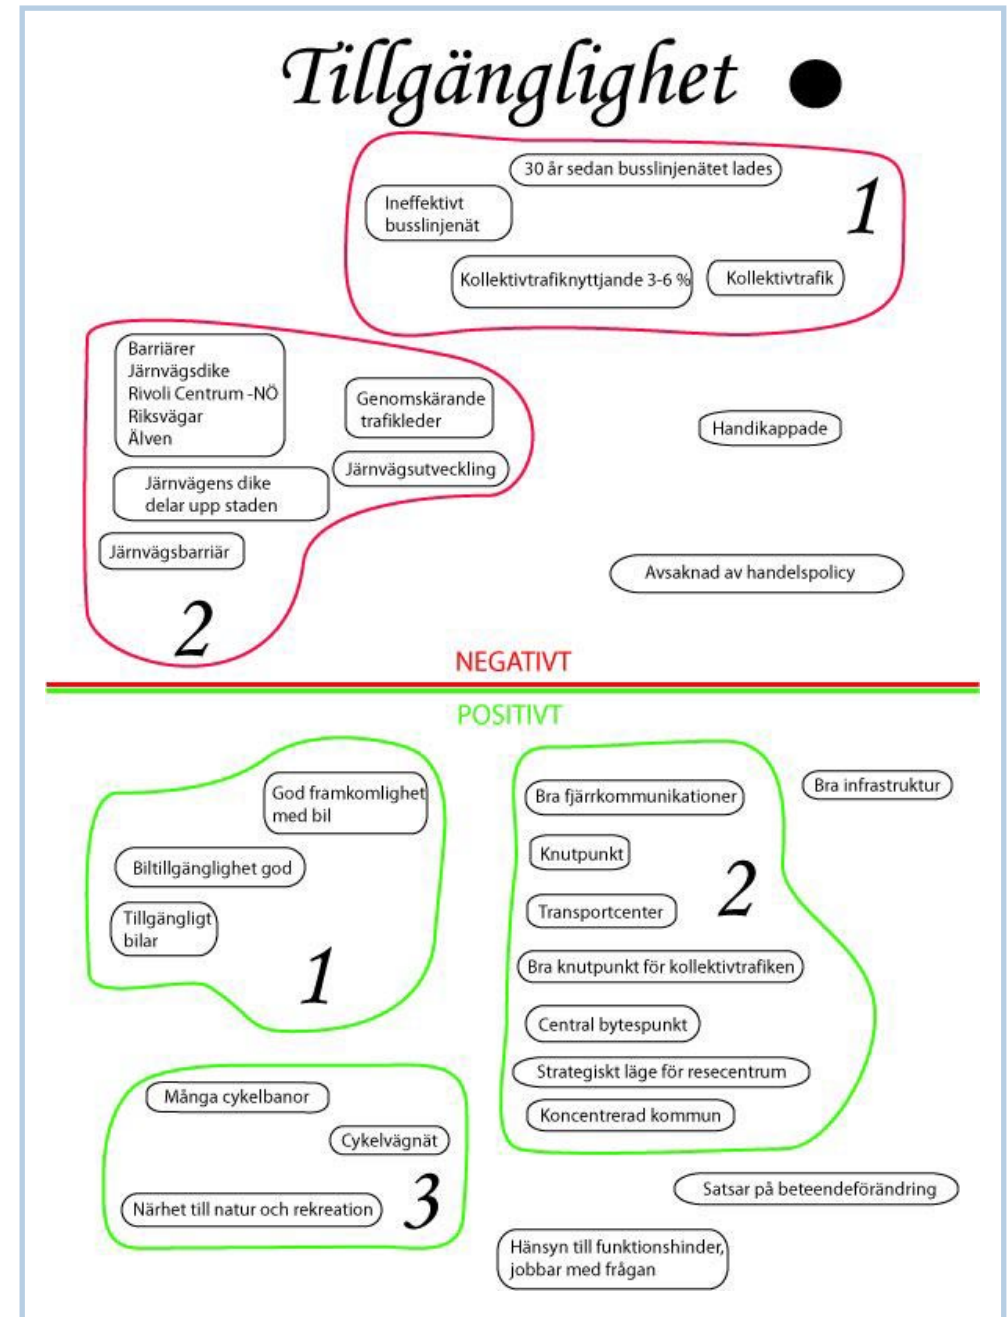 Tillgänglighet
30 år sedan busslinjenätet lades
1
Ineffektivt
busslinjenät
Kollektivtrafiknyttjande 3-6 %
Kollektivtrafik
Barriärer
Järnvägsdike
Rivoli Centrum -NÖ
Riksvägar
Älven
Genomskärande
trafikleder
Handikappade
Järnvägsutveckling
Järnvägens dike
delar upp staden
Järnvägsbarriär
Avsaknad av handelspolicy
2
NEGATIVT
POSITIVT
God framkomlighet
med bil
Biltillgänglighet god
Tillgängligt
bilar
1
Bra fjärrkommunikationer
Bra infrastruktur
Knutpunkt
2
Transportcenter
Bra knutpunkt för kollektivtrafiken
Central bytespunkt
Strategiskt läge för resecentrum
Koncentrerad kommun
Många cykelbanor
Cykelvägnät
Närhet till natur och rekreation
3
Satsar på beteendeförändring
Hänsyn till funktionshinder,
jobbar med frågan